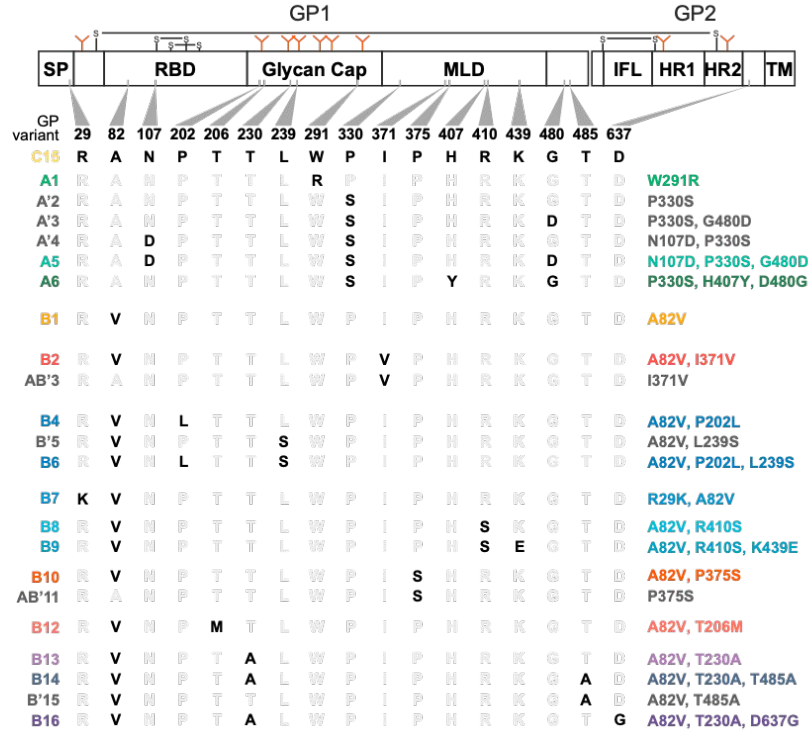 GP1 GP2
S S S S S S S S
SP RBD Glycan Cap MLD IFL HR1 HR2 TM
GP variant 29 82 107 202 206 230 239 291 330 371 375 407 410 439 480 485 637
C15 R A N P T T L W P I P H R K G T D
A1 R A N P T T L R P I P H R K G T D W291R
A'2 R A N P T T L W S I P H R K G T D P330S
A'3 R A N P T T L W S I P H R K D T D P330S, G480D
A'4 R A D P T T L W S I P H R K G T D N107D, P330S
A5 R A D P T T L W S I P H R K D T D N107D, P330S, G480D
A6 R A N P T T L W S I P Y R K G T D P330S, H407Y, D480G
B1 R V N P T T L W P I P H R K G T D A82V
B2 R V N P T T L W P V P H R K G T D A82V, I371V
AB'3 R A N P T T L W P V P H R K G T D I371V
B4 R V N L T T L W P I P H R K G T D A82V, P202L
B'5 R V N P T T S W P I P H R K G T D A82V, L239S
B6 R V N L T T S W P I P H R K G T D A82V, P202L, L239S
B7 K V N P T T L W P I P H R K G T D R29K, A82V
B8 R V N P T T L W P I P H S K G T D A82V, R410S
B9 R V N P T T L W P I P H S E G T D A82V, R410S, K439E
B10 R V N P T T L W P I S H R K G T D A82V, P375S
AB'11 R A N P T T L W P I S H R K G T D P375S
B12 R V N P M T L W P I P H R K G T D A82V, T206M
B13 R V N P T A L W P I P H R K G T D A82V, T230A
B14 R V N P T A L W P I P H R K G A D A82V, T230A, T485A
B'15 R V N P T T L W P I P H R K G A D A82V, T485A
B16 R V N P T A L W P I P H R K G T G A82V, T230A, D637G